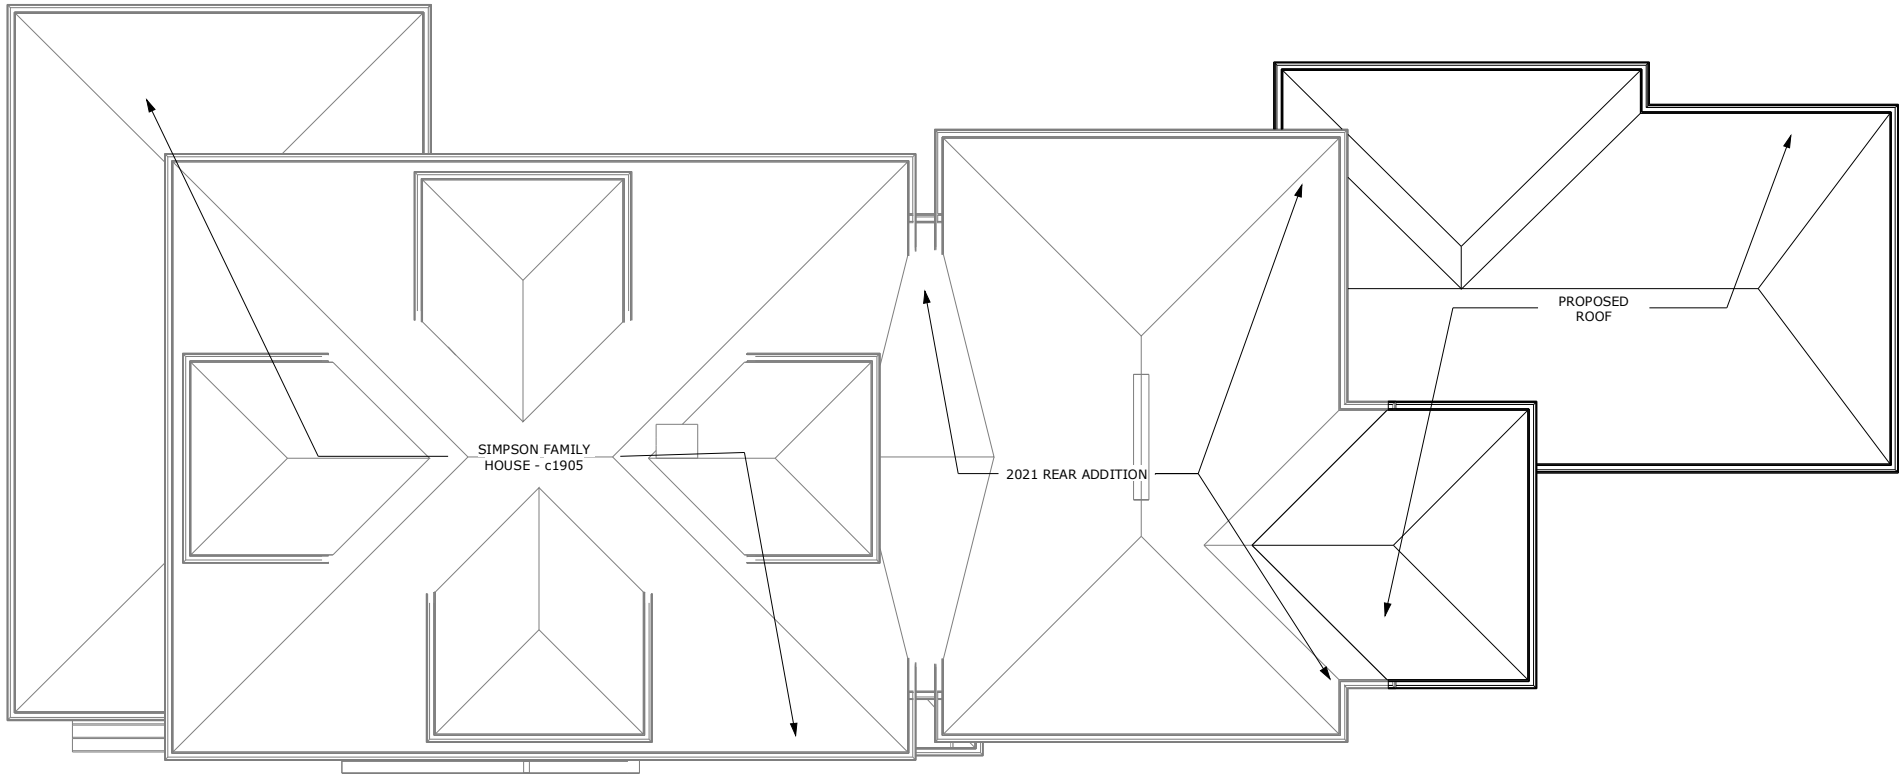 SIMPSON FAMILY
HOUSE - c1905
2021 REAR ADDITION
PROPOSED
ROOF